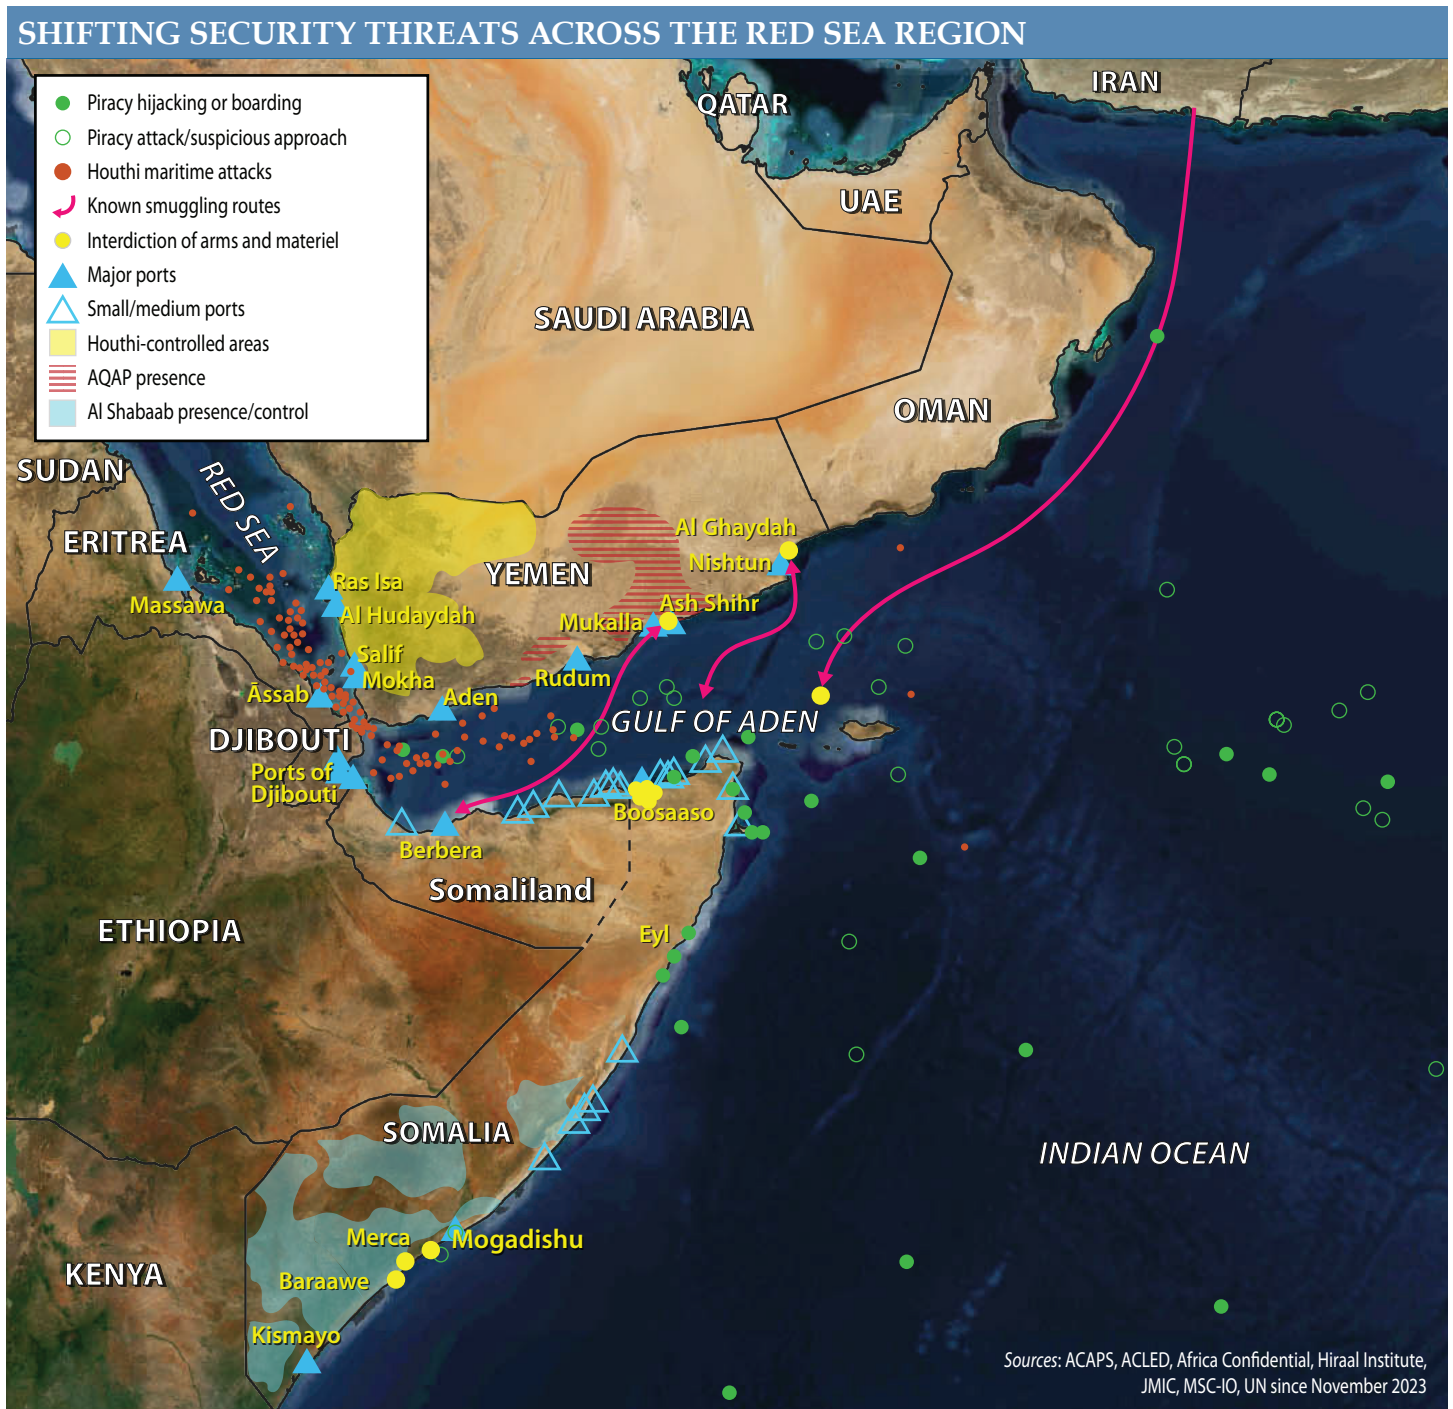 SHIFTING SECURITY THREATS ACROSS THE RED SEA REGION
Piracy hijacking or boarding
Piracy attack/suspicious approach
Houthi maritime attacks
Known smuggling routes
Interdiction of arms and materiel
Major ports
Small/medium ports
Houthi-controlled areas
AQAP presence
Al Shabaab presence/control
IRAN
QATAR
UAE
SAUDI ARABIA
OMAN
SUDAN
RED SEA
ERITREA
Al Ghaydah
Nishtun
YEMEN
Ras Isa
Massawa
Al Hudaydah
Ash Shihr
Mukalla
Salif
Mokha
Rudum
Āssab
Aden
GULF OF ADEN
DJIBOUTI
Ports of
Djibouti
Boosaaso
Berbera
Somaliland
ETHIOPIA
Eyl
SOMALIA
INDIAN OCEAN
Merca
Mogadishu
KENYA
Baraawe
Kismayo
Sources: ACAPS, ACLED, Africa Confidential, Hiraal Institute,
JMIC, MSC-IO, UN since November 2023